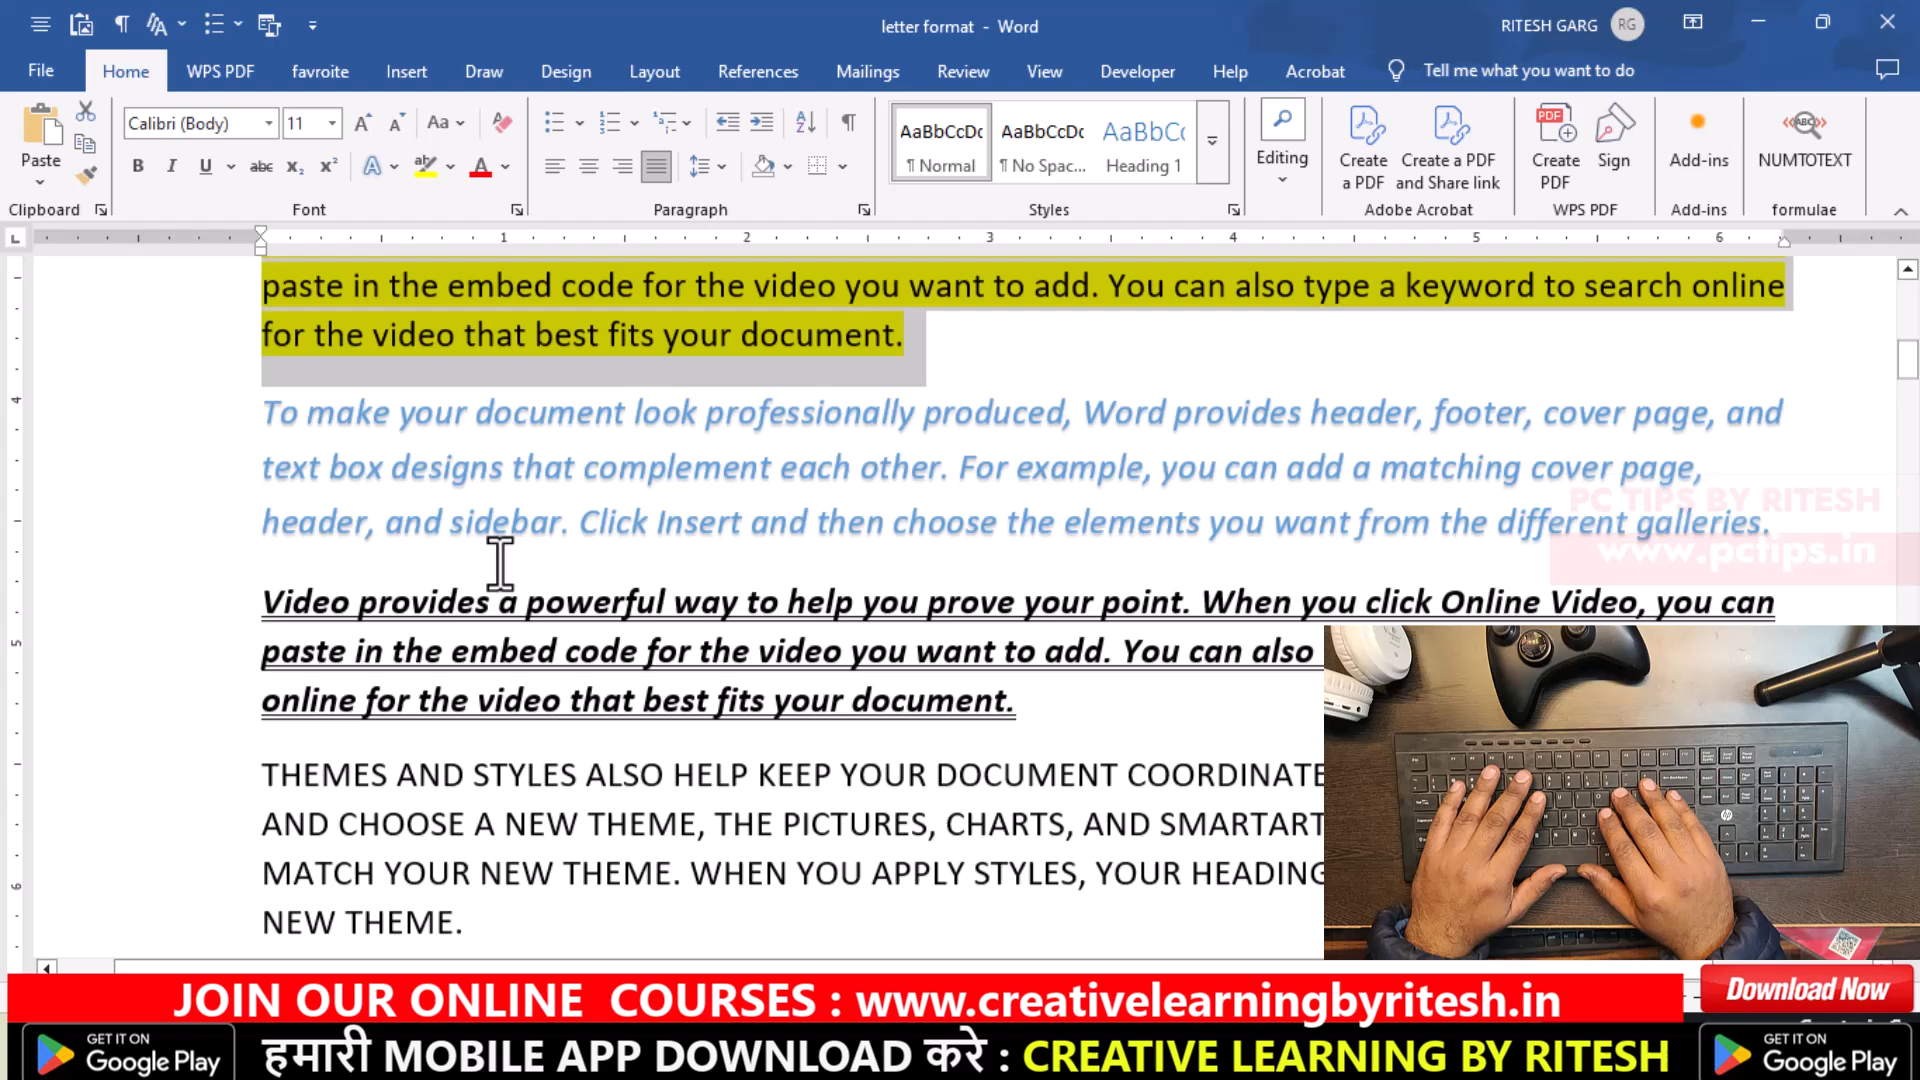 letter format - Word
RITESH GARG
RG
File Home WPS PDF favroite Insert Draw Design Layout References Mailings Review View Developer Help Acrobat Tell me what you want to do
Paste
Calibri (Body) 11
AaBbCcDc AaBbCcDc AaBbC
¶ Normal ¶ No Spac... Heading 1
Editing
Create a PDF
Create a PDF and Share link
Create PDF
Sign
Add-ins
NUMTOTEXT
Clipboard Font Paragraph Styles Adobe Acrobat WPS PDF Add-ins formulae
1 2 3 4 5 6
paste in the embed code for the video you want to add. You can also type a keyword to search online
for the video that best fits your document.
To make your document look professionally produced, Word provides header, footer, cover page, and
text box designs that complement each other. For example, you can add a matching cover page,
header, and sidebar. Click Insert and then choose the elements you want from the different galleries.
PC TIPS BY RITESH
www.pctips.in
Video provides a powerful way to help you prove your point. When you click Online Video, you can
paste in the embed code for the video you want to add. You can also
online for the video that best fits your document.
THEMES AND STYLES ALSO HELP KEEP YOUR DOCUMENT COORDINATE
AND CHOOSE A NEW THEME, THE PICTURES, CHARTS, AND SMARTART
MATCH YOUR NEW THEME. WHEN YOU APPLY STYLES, YOUR HEADING
NEW THEME.
JOIN OUR ONLINE COURSES : www.creativelearningbyritesh.in
Download Now
GET IT ON
Google Play
हमारी MOBILE APP DOWNLOAD करे : CREATIVE LEARNING BY RITESH
GET IT ON
Google Play